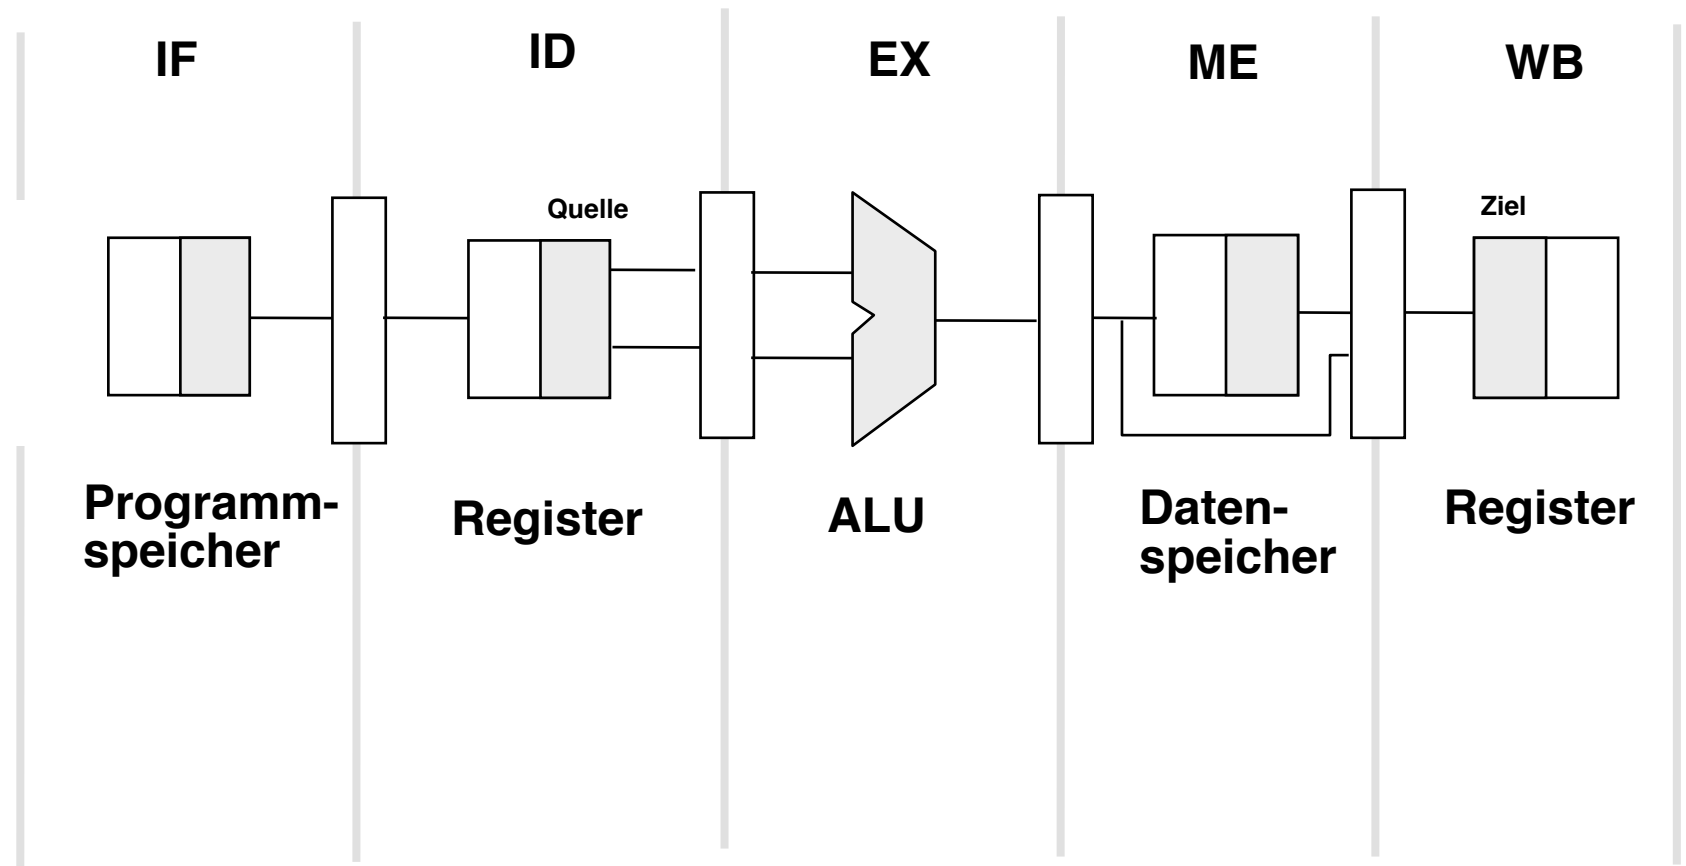 IF
ID
EX
ME
WB
Quelle
Ziel
Programm-
speicher
Register
ALU
Daten-
speicher
Register